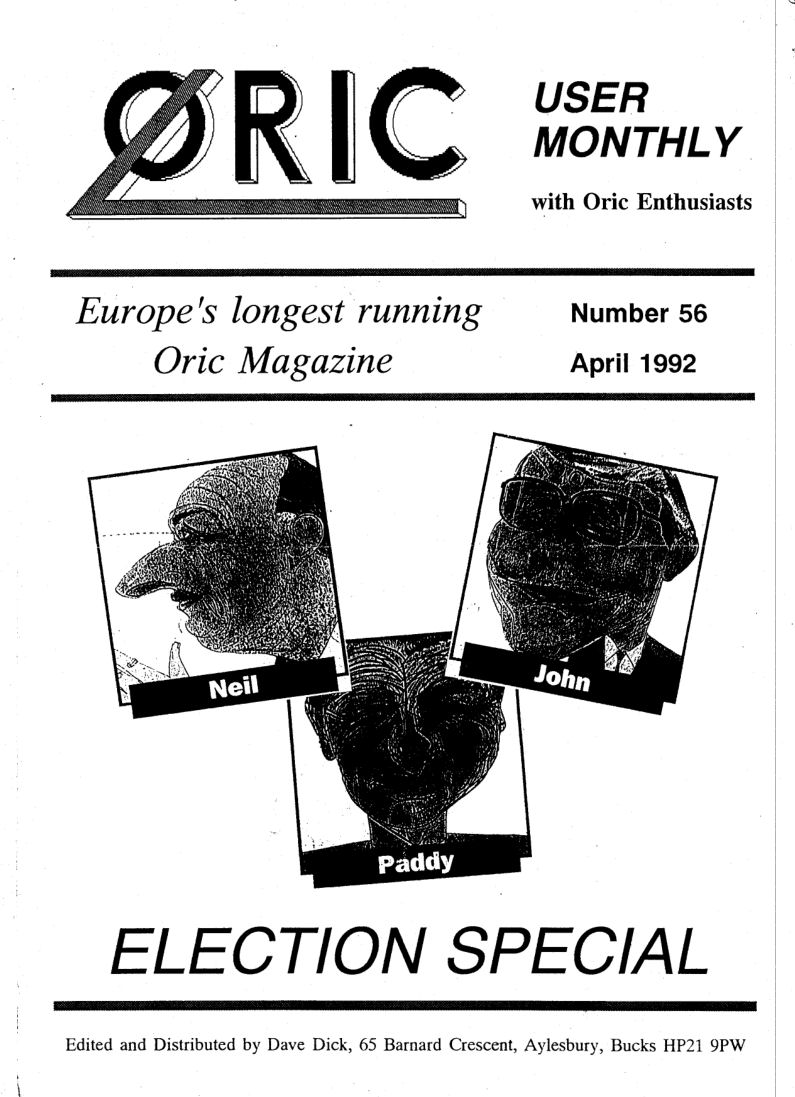 ORIC
USER
MONTHLY
with Oric Enthusiasts
Europe's longest running
Oric Magazine
Number 56
April 1992
Neil
John
Paddy
ELECTION SPECIAL
Edited and Distributed by Dave Dick, 65 Barnard Crescent, Aylesbury, Bucks HP21 9PW